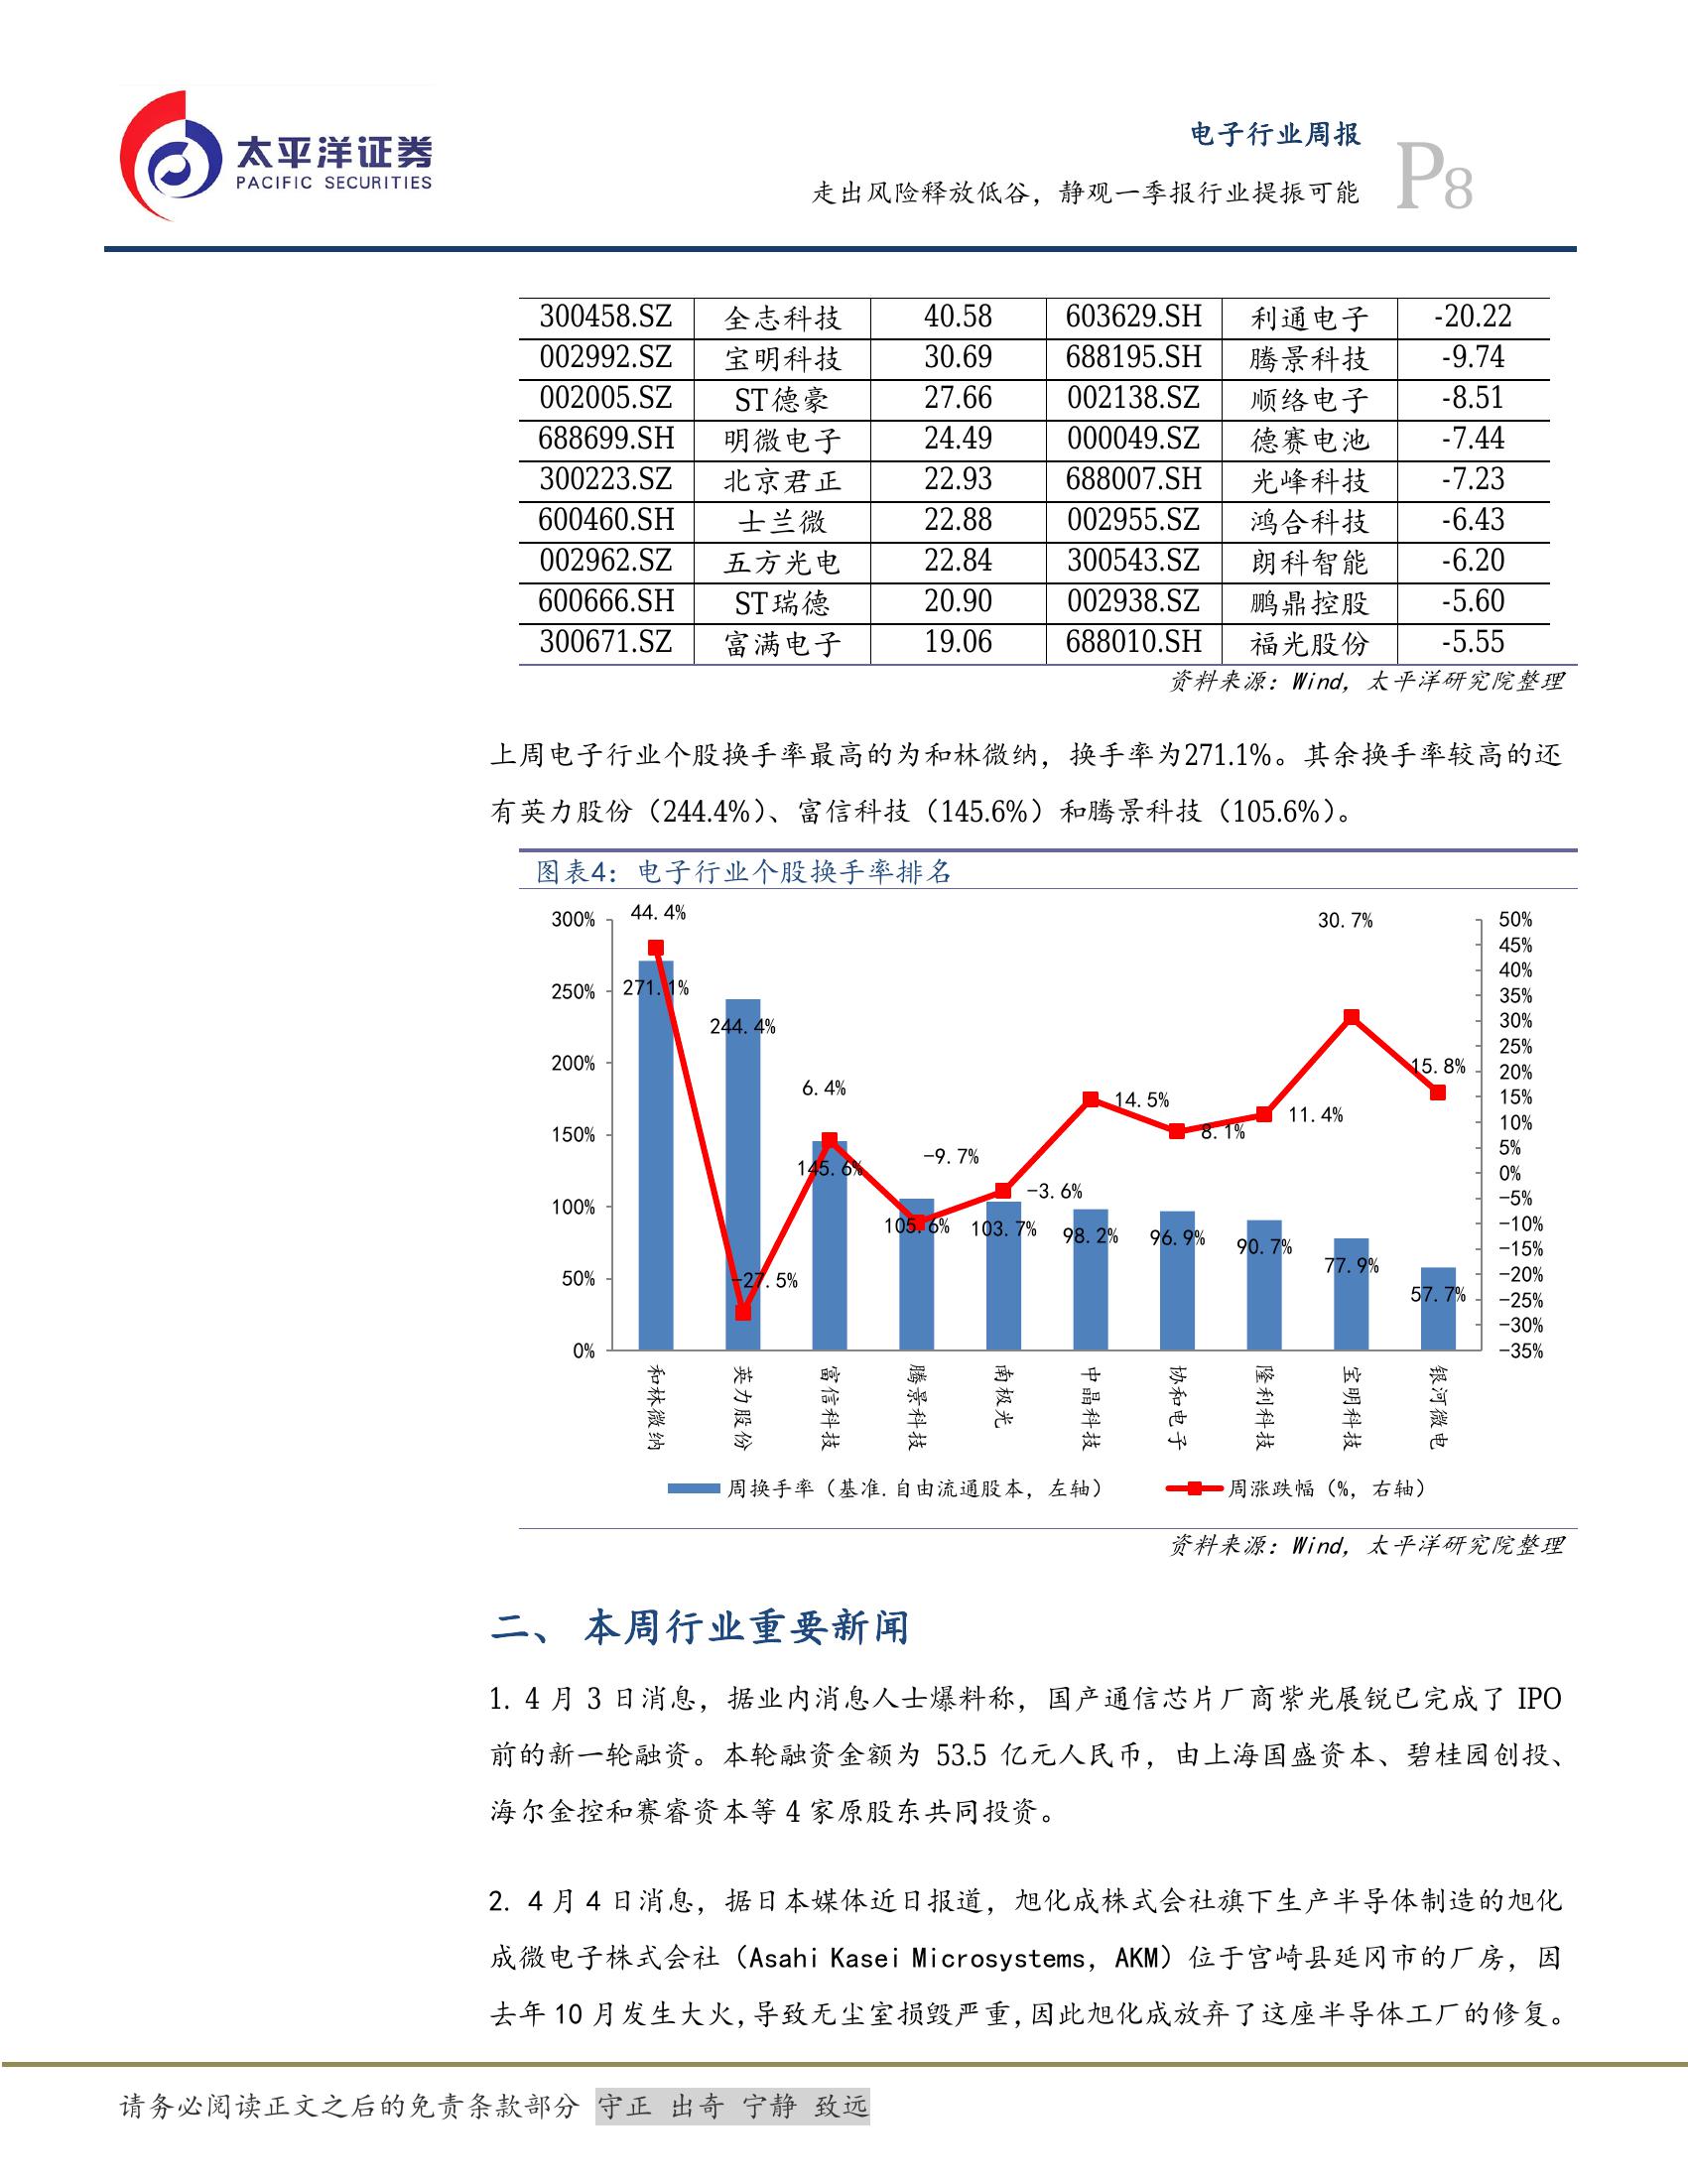 太平洋证券
PACIFIC SECURITIES
电子行业周报
走出风险释放低谷，静观一季报行业提振可能
P8
300458.SZ 全志科技 40.58 603629.SH 利通电子 -20.22
002992.SZ 宝明科技 30.69 688195.SH 腾景科技 -9.74
002005.SZ ST德豪 27.66 002138.SZ 顺络电子 -8.51
688699.SH 明微电子 24.49 000049.SZ 德赛电池 -7.44
300223.SZ 北京君正 22.93 688007.SH 光峰科技 -7.23
600460.SH 士兰微 22.88 002955.SZ 鸿合科技 -6.43
002962.SZ 五方光电 22.84 300543.SZ 朗科智能 -6.20
600666.SH ST瑞德 20.90 002938.SZ 鹏鼎控股 -5.60
300671.SZ 富满电子 19.06 688010.SH 福光股份 -5.55
资料来源：Wind，太平洋研究院整理
上周电子行业个股换手率最高的为和林微纳，换手率为271.1%。其余换手率较高的还
有英力股份（244.4%）、富信科技（145.6%）和腾景科技（105.6%）。
图表4：电子行业个股换手率排名
300%
250%
200%
150%
100%
50%
0%
44.4%
-27.5%
6.4%
-9.7%
-3.6%
14.5%
8.1%
11.4%
30.7%
15.8%
271.1%
244.4%
145.6%
105.6%
103.7%
98.2%
96.9%
90.7%
77.9%
57.7%
50%
45%
40%
35%
30%
25%
20%
15%
10%
5%
0%
-5%
-10%
-15%
-20%
-25%
-30%
-35%
和林微纳
英力股份
富信科技
腾景科技
南极光
中晶科技
协和电子
隆利科技
宝明科技
银河微电
周换手率（基准.自由流通股本，左轴）
周涨跌幅（%，右轴）
资料来源：Wind，太平洋研究院整理
二、 本周行业重要新闻
1. 4 月 3 日消息，据业内消息人士爆料称，国产通信芯片厂商紫光展锐已完成了 IPO
前的新一轮融资。本轮融资金额为 53.5 亿元人民币，由上海国盛资本、碧桂园创投、
海尔金控和赛睿资本等 4 家原股东共同投资。
2. 4 月 4 日消息，据日本媒体近日报道，旭化成株式会社旗下生产半导体制造的旭化
成微电子株式会社（Asahi Kasei Microsystems，AKM）位于宫崎县延冈市的厂房，因
去年 10 月发生大火,导致无尘室损毁严重,因此旭化成放弃了这座半导体工厂的修复。
请务必阅读正文之后的免责条款部分 守正 出奇 宁静 致远